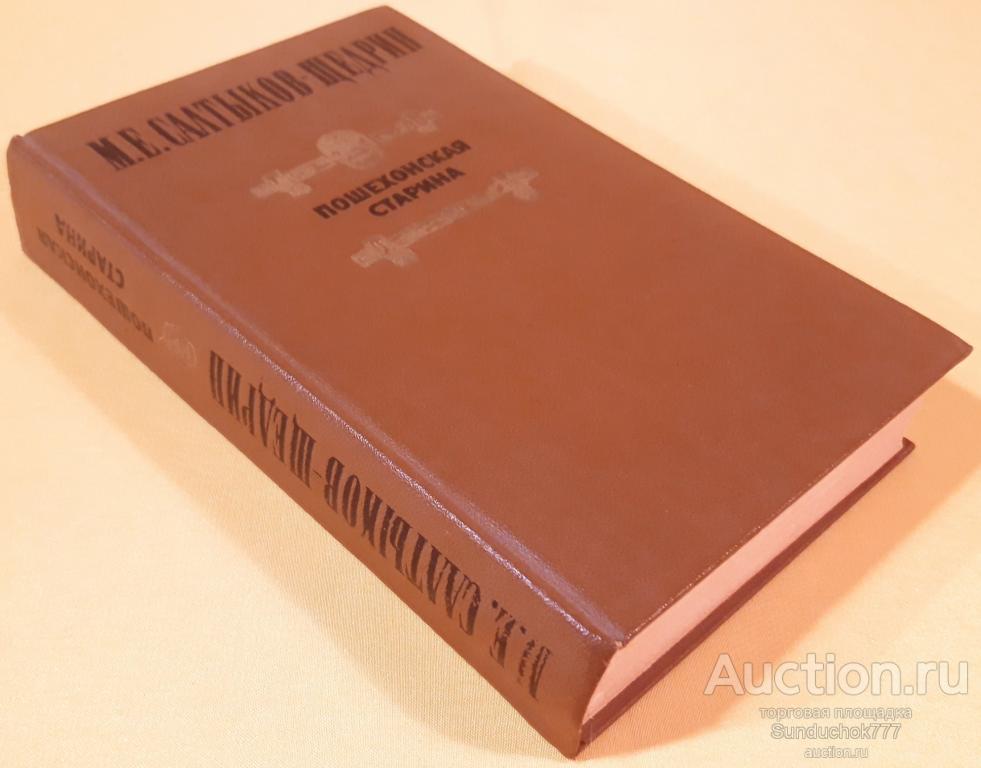 М.Е.САЛТЫКОВ-ЩЕДРИН
ПОШЕХОНСКАЯ
СТАРИНА
ПОШЕХОНСКАЯ
СТАРИНА
М.Е. САЛТЫКОВ-ЩЕДРИН
Auction.ru
торговая площадка
Sunduchok777
auction.ru